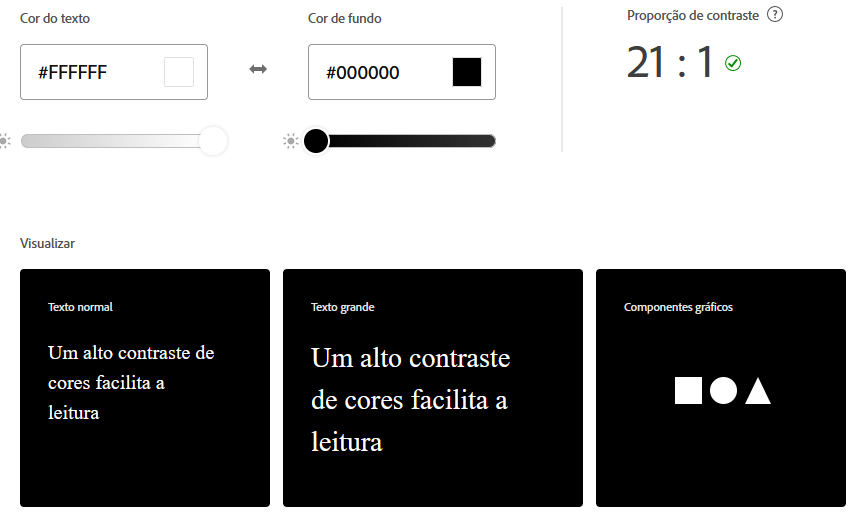 Cor do texto
Cor de fundo
Proporção de contraste ?
#FFFFFF
#000000
21 : 1
Visualizar
Texto normal
Um alto contraste de
cores facilita a
leitura
Texto grande
Um alto contraste
de cores facilita a
leitura
Componentes gráficos